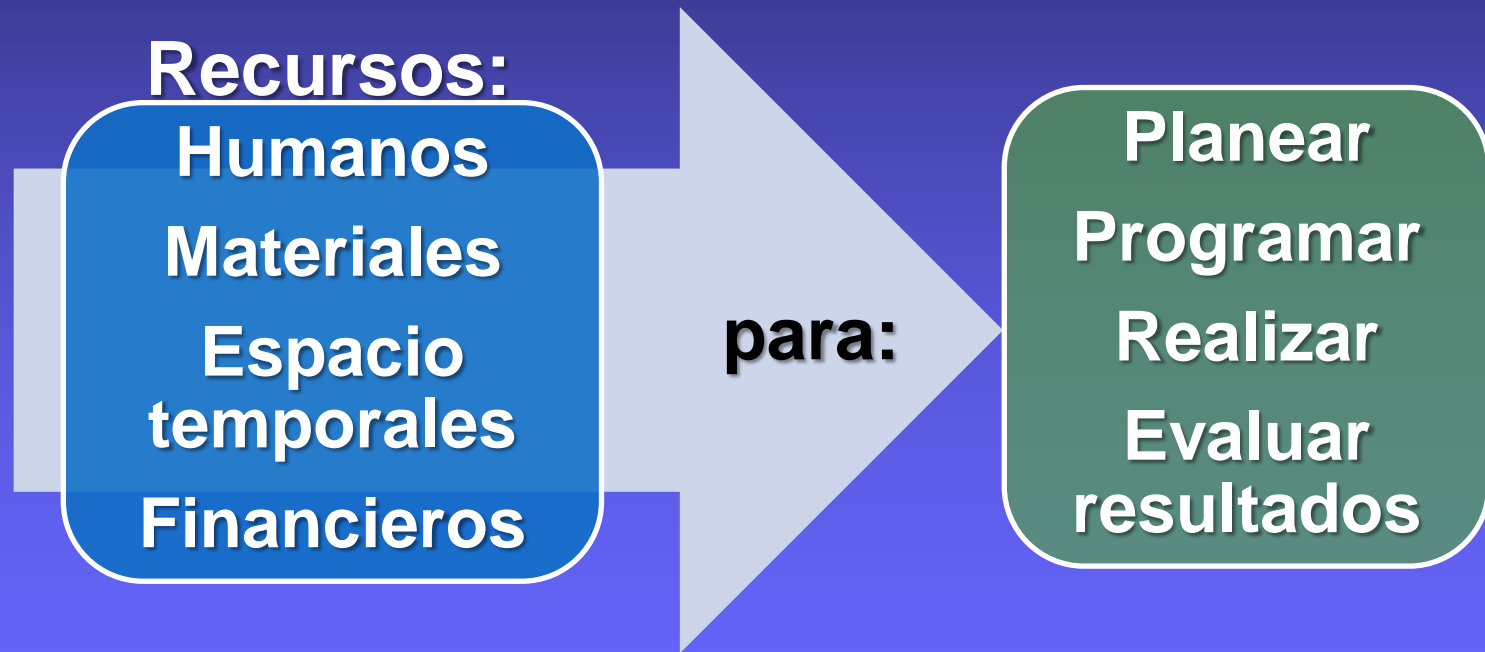 Recursos:
Humanos
Materiales
Espacio
temporales
Financieros
para:
Planear
Programar
Realizar
Evaluar
resultados